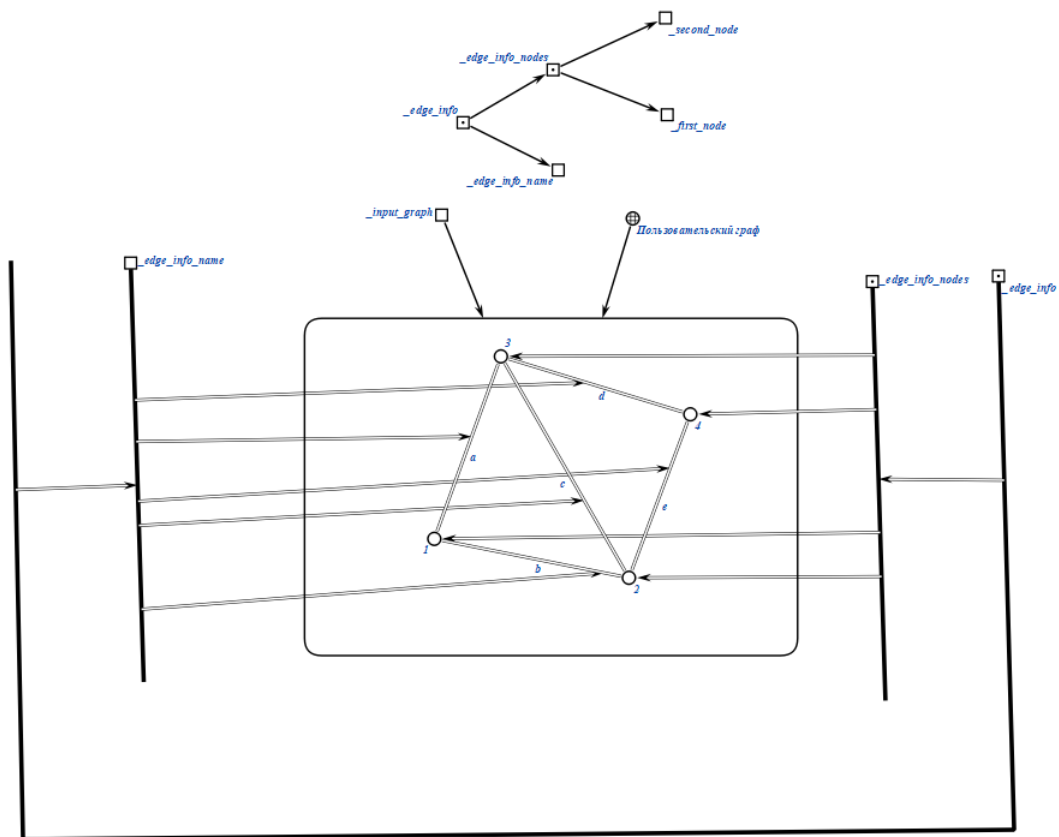 _second_node
_edge_info_nodes
_edge_info
_first_node
_edge_info_name
_input_graph
Пользовательский граф
_edge_info_name
_edge_info_nodes
_edge_info
3
d
4
a
c
e
1
b
2